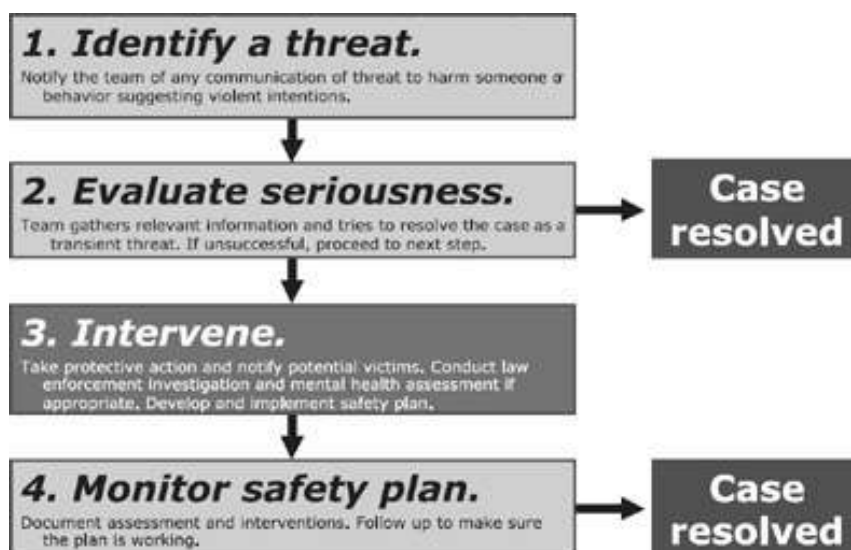 1. Identify a threat.
Notify the team of any communication of threat to harm someone or
behavior suggesting violent intentions.
2. Evaluate seriousness.
Team gathers relevant information and tries to resolve the case as a
transient threat. If unsuccessful, proceed to next step.
Case
resolved
3. Intervene.
Take protective action and notify potential victims. Conduct law
enforcement investigation and mental health assessment if
appropriate. Develop and implement safety plan.
4. Monitor safety plan.
Document assessment and interventions. Follow up to make sure
the plan is working.
Case
resolved